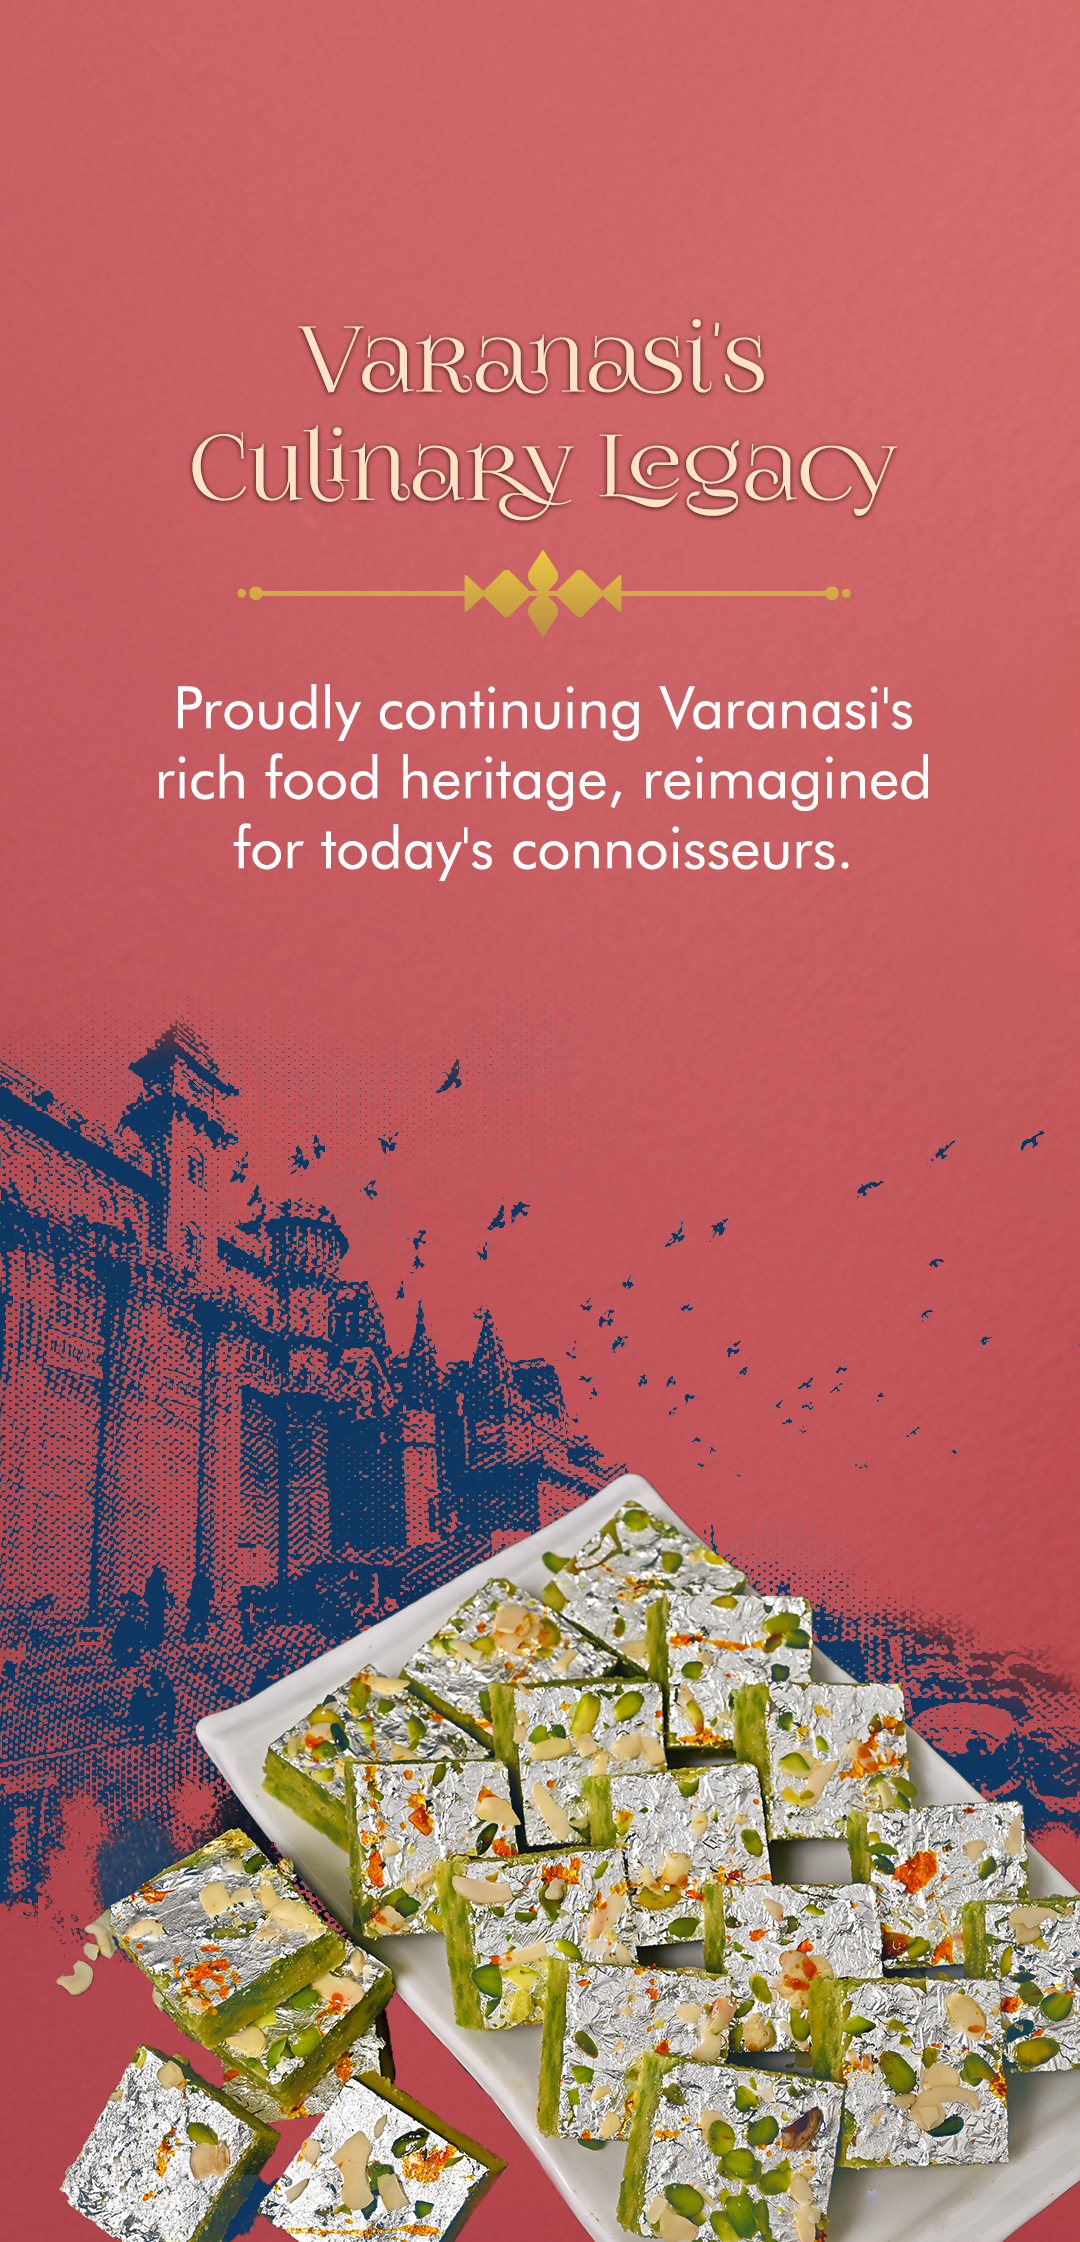 Varanasi's
Culinary Legacy
Proudly continuing Varanasi's
rich food heritage, reimagined
for today's connoisseurs.